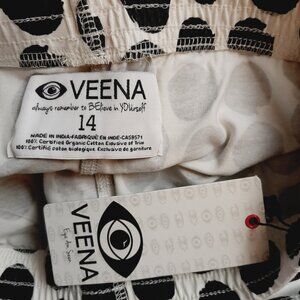 VEENA
always remember to BElieve in YOUrself
14
MADE IN INDIA·FABRIQUÉ EN INDE·CA59571
100% Certified Organic Cotton Exlusive of Trim
100% Certifié coton biologique. Exclusive de garniture
VEENA